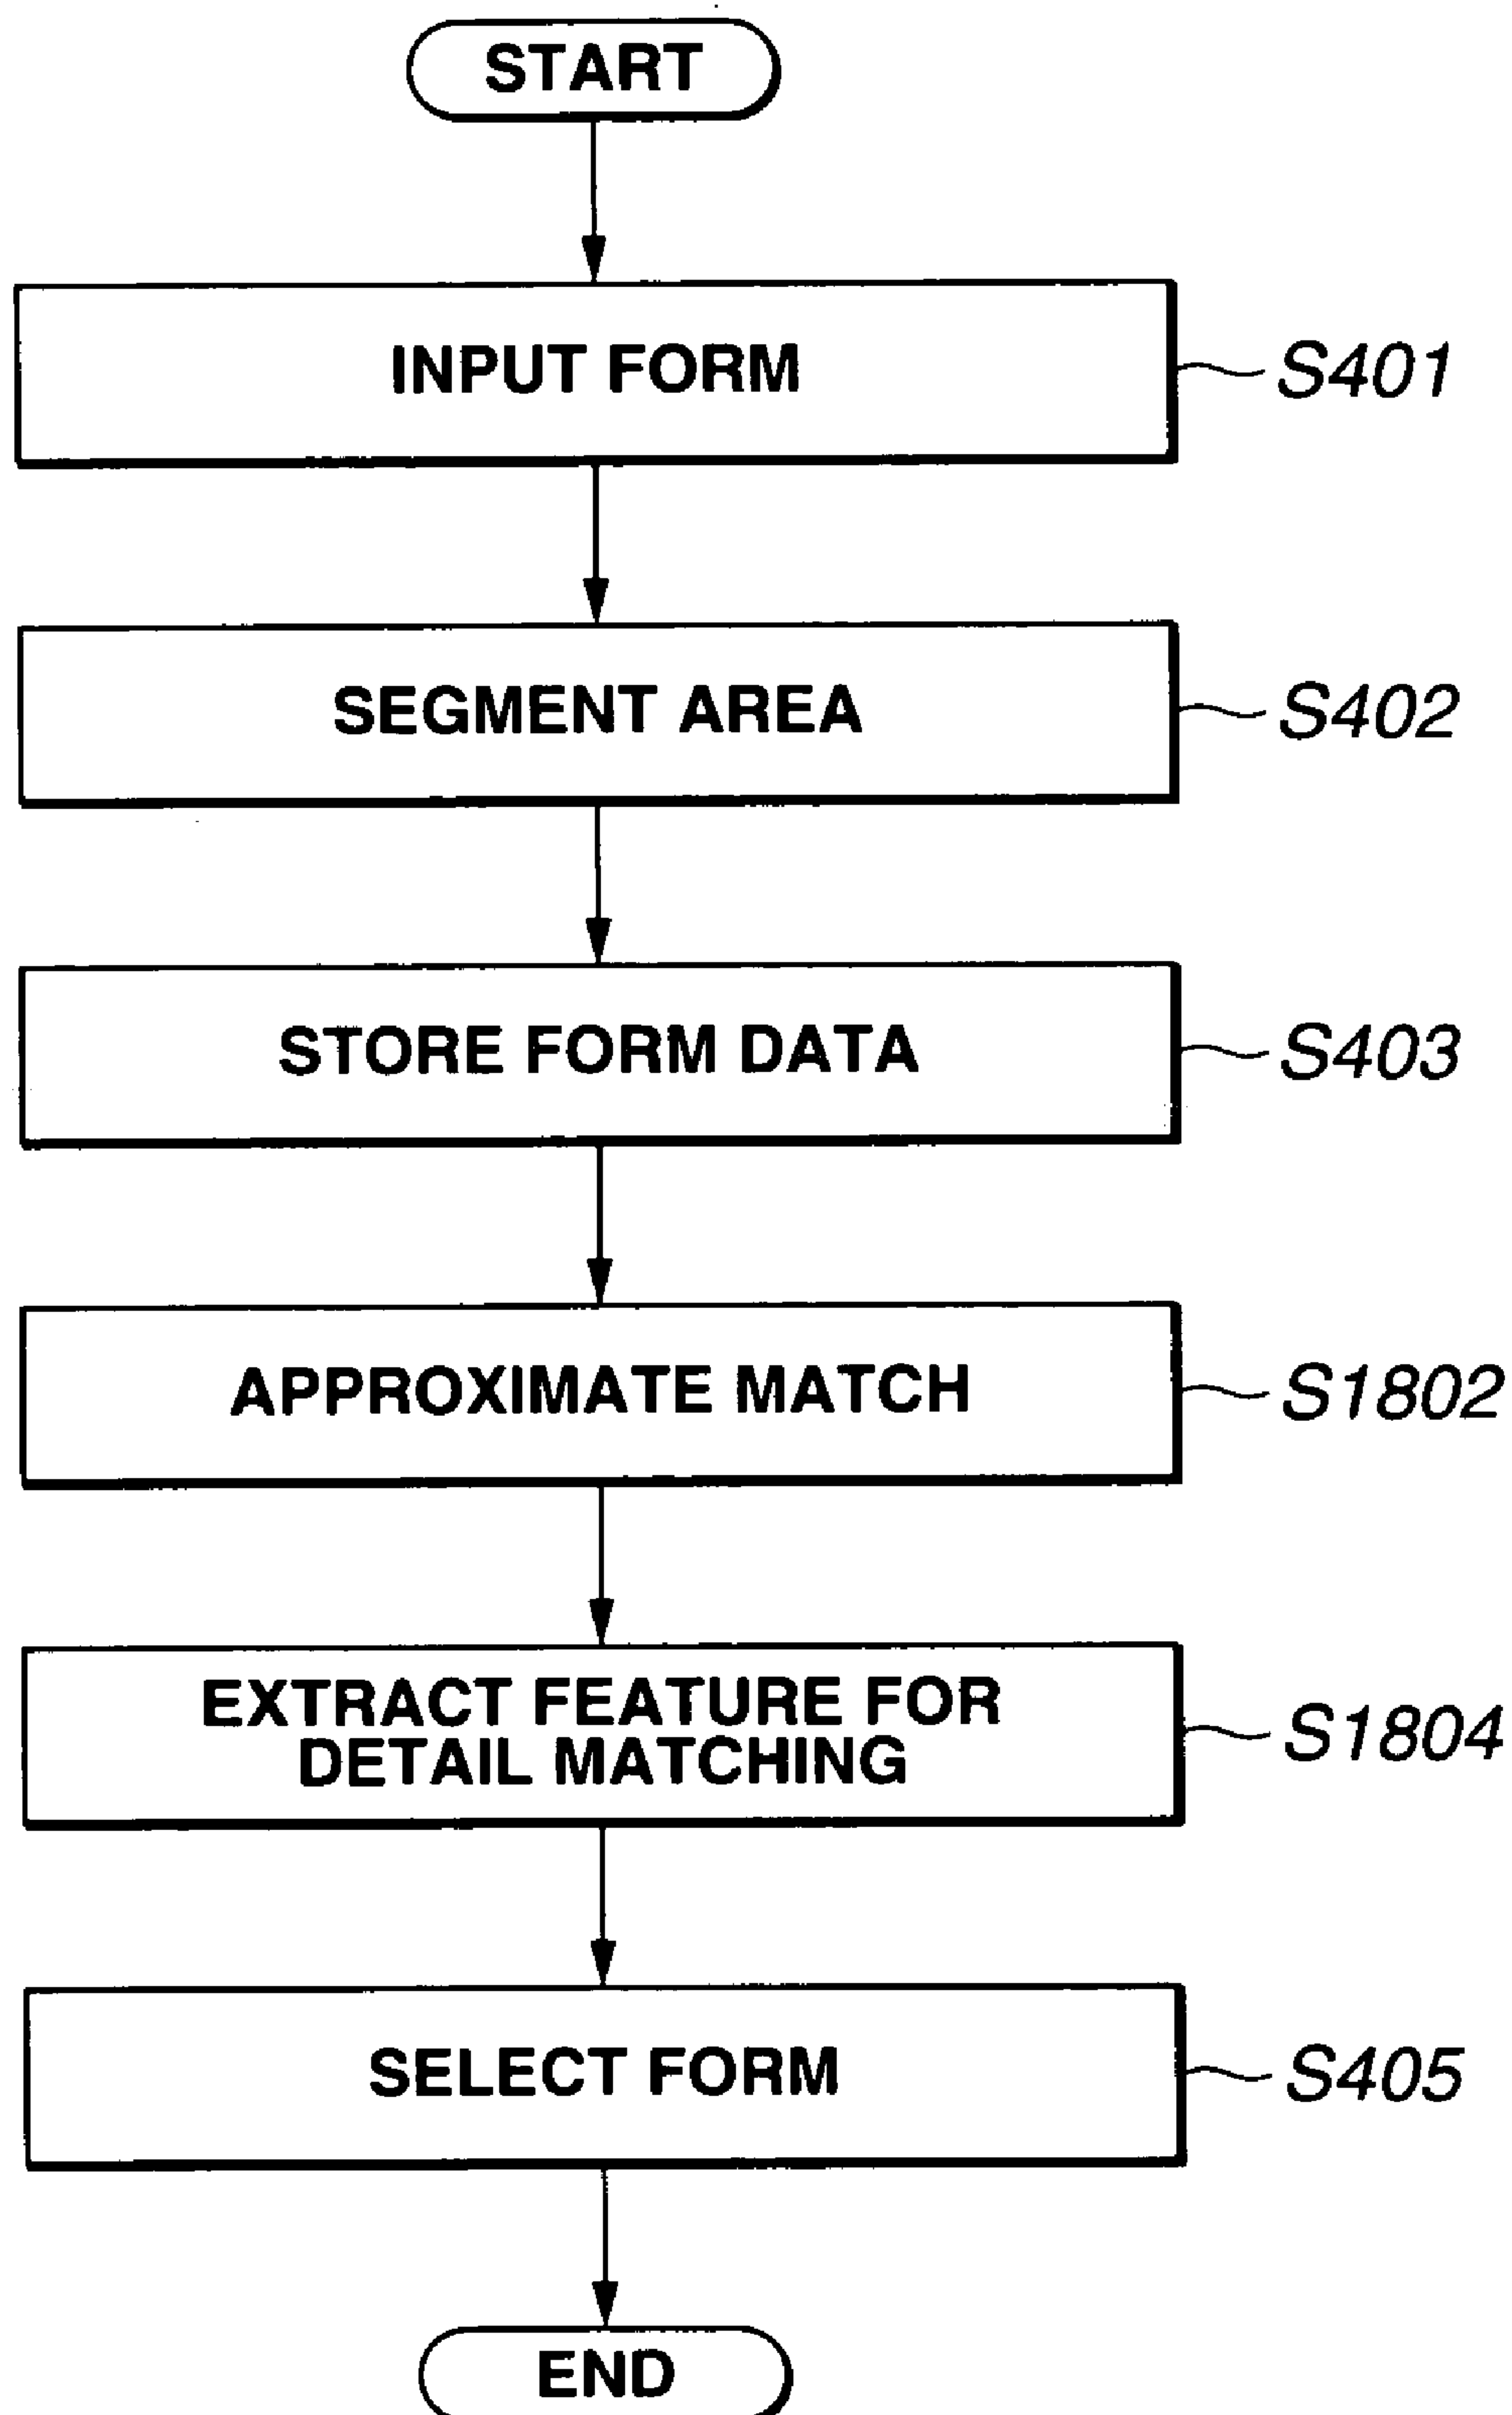 START
INPUT FORM
S401
SEGMENT AREA
S402
STORE FORM DATA
S403
APPROXIMATE MATCH
S1802
EXTRACT FEATURE FOR
DETAIL MATCHING
S1804
SELECT FORM
S405
END